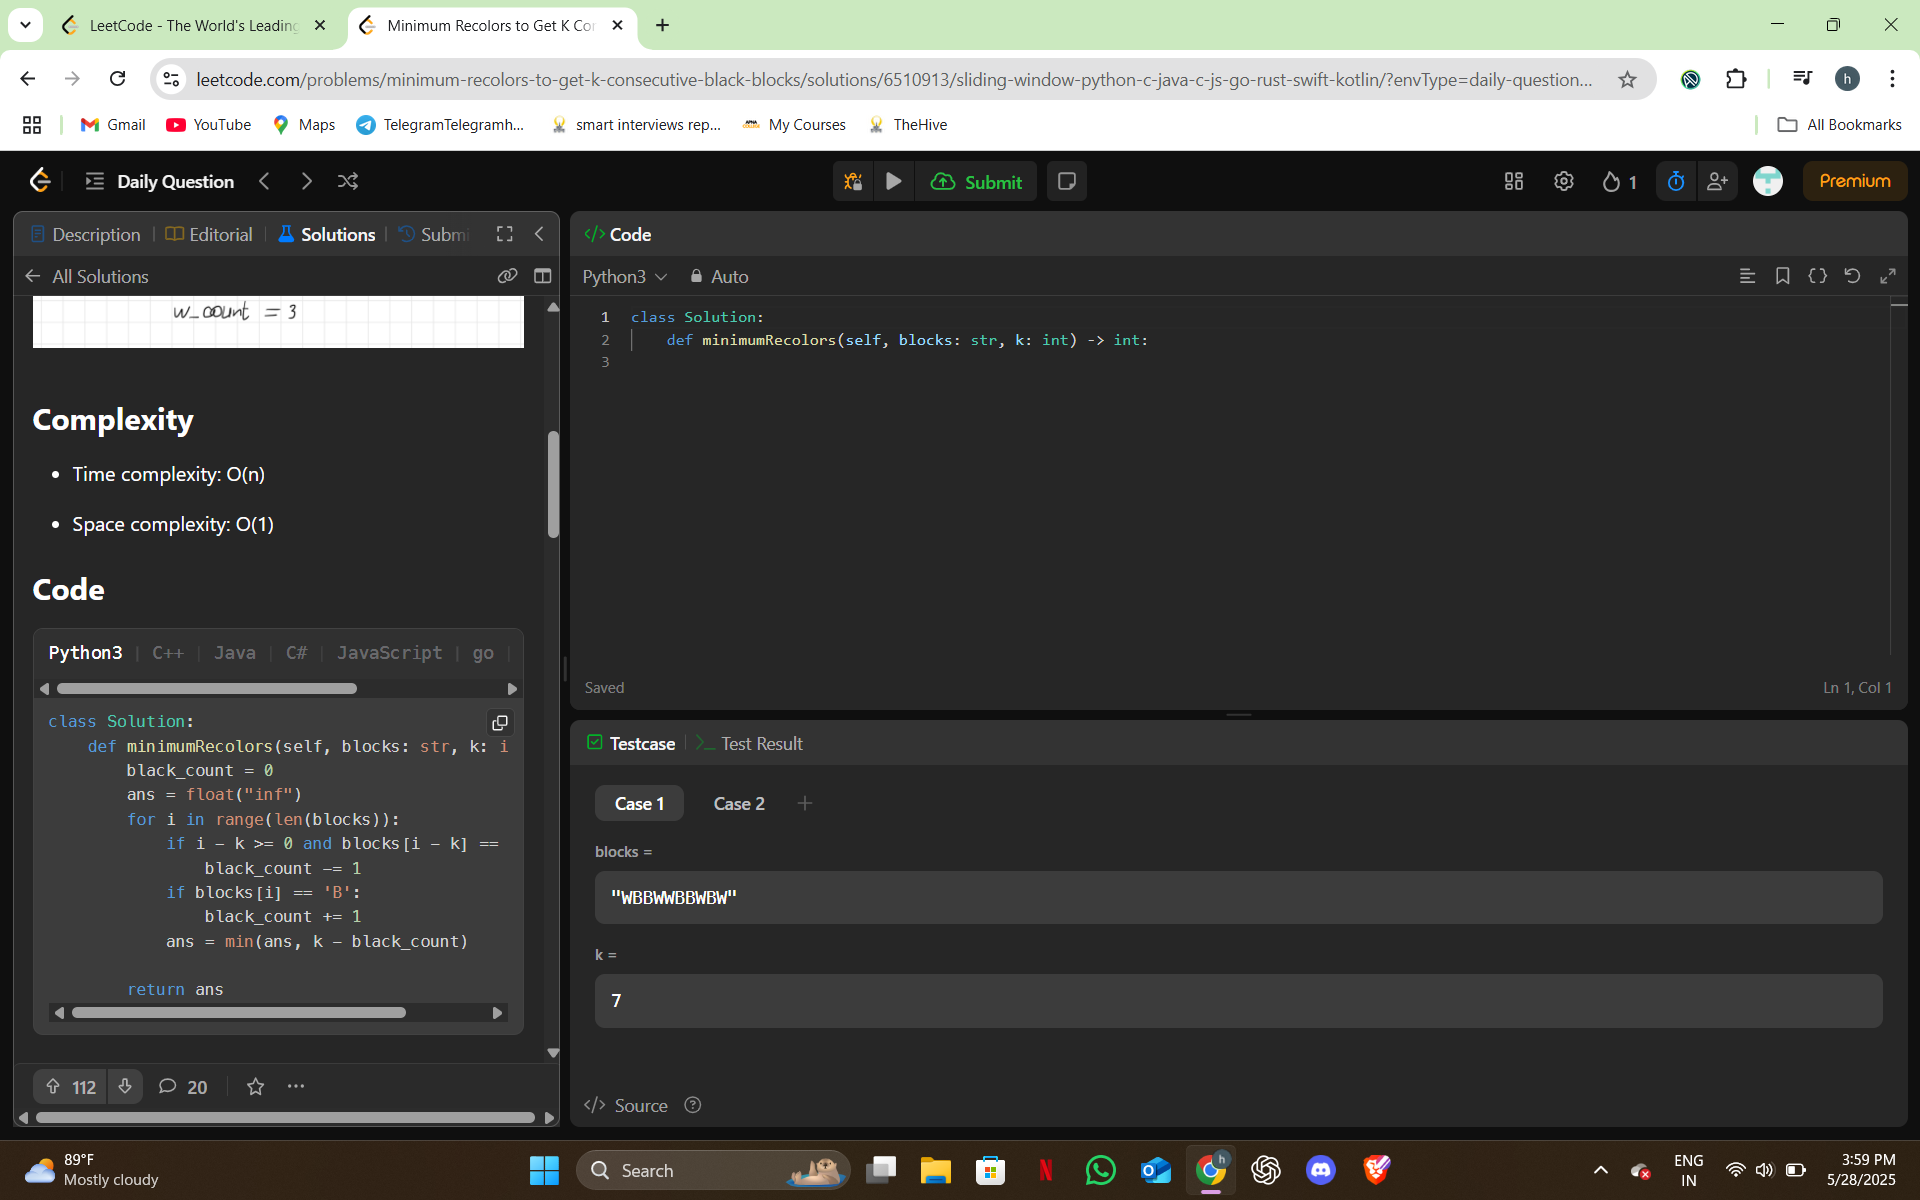 LeetCode - The World's Leading
Minimum Recolors to Get K Con
leetcode.com/problems/minimum-recolors-to-get-k-consecutive-black-blocks/solutions/6510913/sliding-window-python-c-java-c-js-go-rust-swift-kotlin/?envType=daily-question...
h
Gmail
YouTube
Maps
TelegramTelegramh...
smart interviews rep...
My Courses
TheHive
All Bookmarks
Daily Question
Submit
1
Premium
Description
Editorial
Solutions
Submi
All Solutions
w_count = 3
Complexity
• Time complexity: O(n)
• Space complexity: O(1)
Code
Python3 | C++ | Java | C# | JavaScript | go |
class Solution:
def minimumRecolors(self, blocks: str, k: i
black_count = 0
ans = float("inf")
for i in range(len(blocks)):
if i - k >= 0 and blocks[i - k] ==
black_count -= 1
if blocks[i] == 'B':
black_count += 1
ans = min(ans, k - black_count)
return ans
112
20
</> Code
Python3
Auto
1 class Solution:
2 def minimumRecolors(self, blocks: str, k: int) -> int:
3
Saved
Ln 1, Col 1
Testcase
Test Result
Case 1
Case 2
blocks =
"WBBWWBBWBW"
k =
7
</> Source
89°F
Mostly cloudy
Search
h
ENG
IN
3:59 PM
5/28/2025